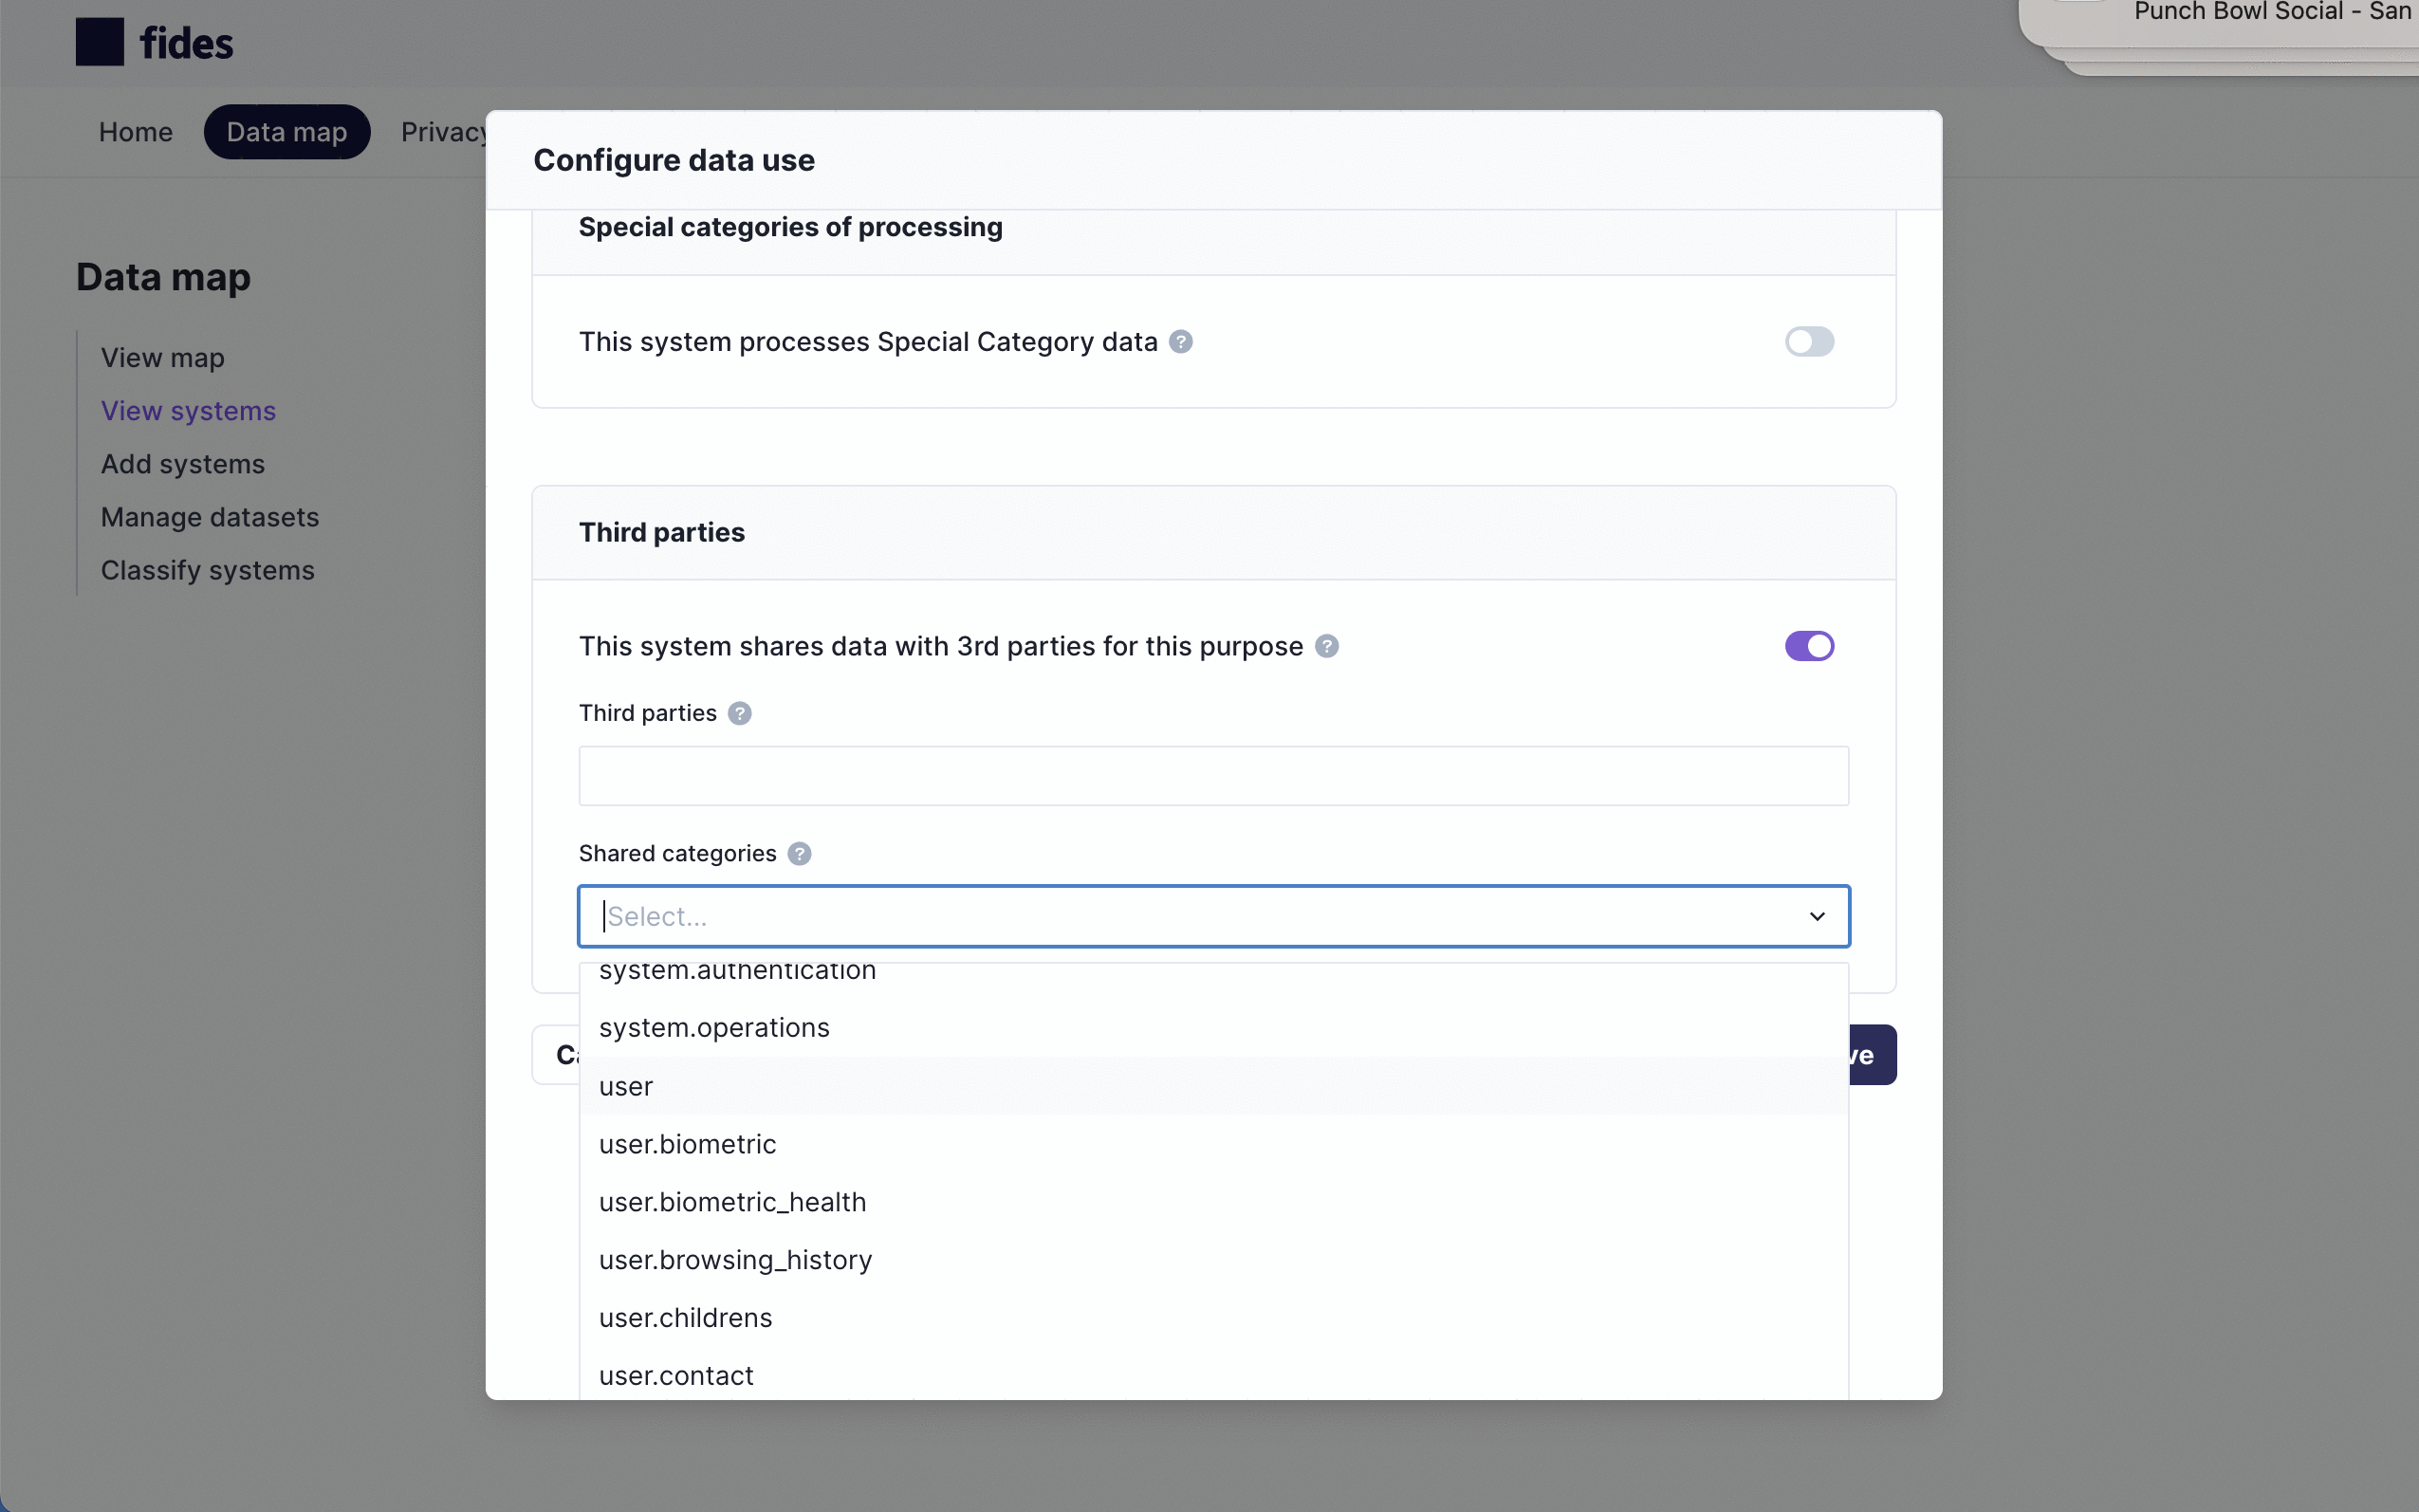 fides
Punch Bowl Social - San
Home
Data map
Privacy
Configure data use
Special categories of processing
Data map
View map
View systems
Add systems
Manage datasets
Classify systems
This system processes Special Category data ?
Third parties
This system shares data with 3rd parties for this purpose ?
Third parties ?
Shared categories ?
Select...
system.authentication
system.operations
user
user.biometric
user.biometric_health
user.browsing_history
user.childrens
user.contact